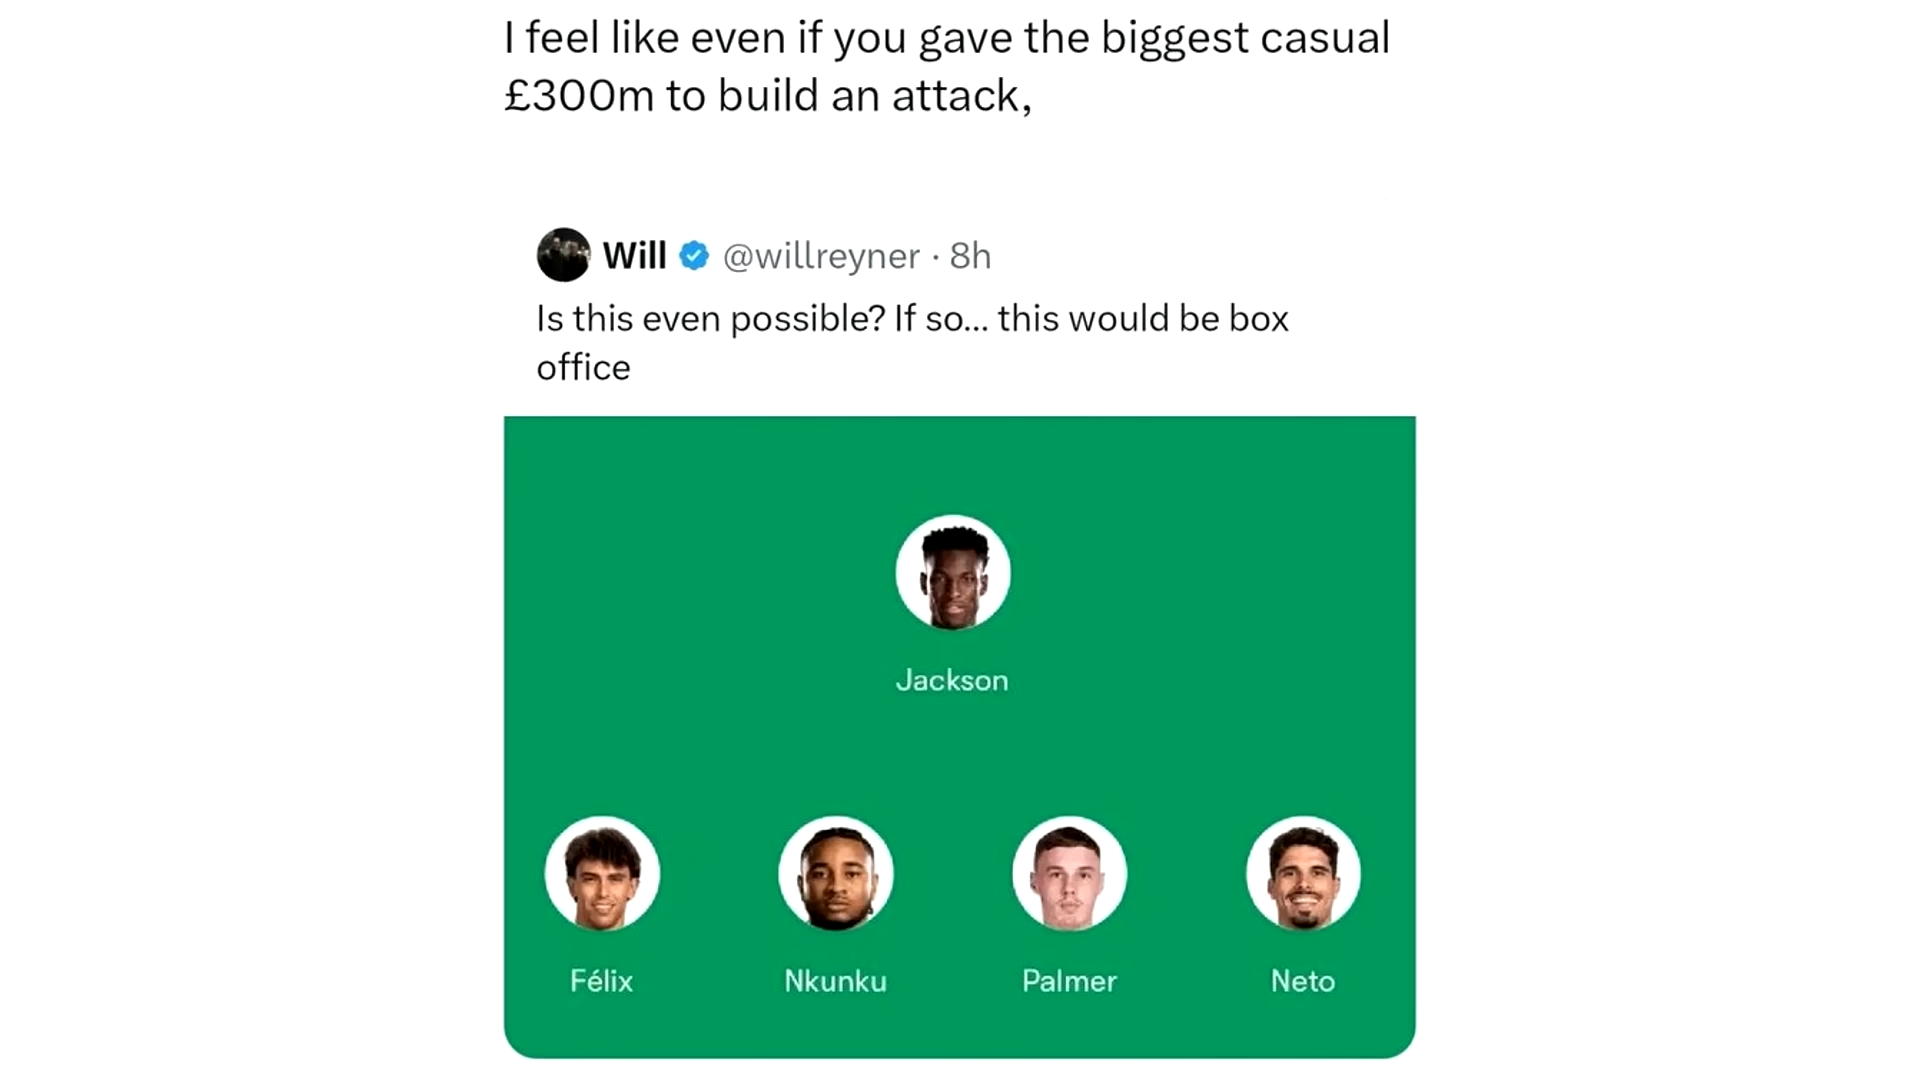 I feel like even if you gave the biggest casual
£300m to build an attack,
Will @willreyner · 8h
Is this even possible? If so... this would be box
office
Jackson
Félix Nkunku Palmer Neto